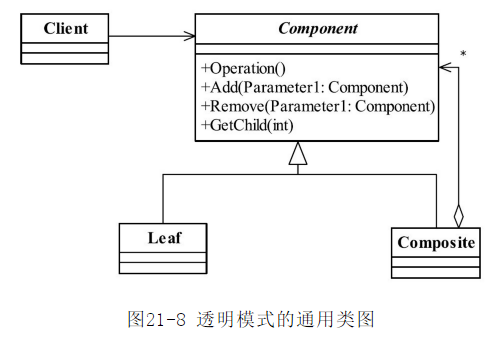 Client
Component
+Operation()
+Add(Parameter1: Component)
+Remove(Parameter1: Component)
+GetChild(int)
*
Leaf
Composite
图21-8 透明模式的通用类图